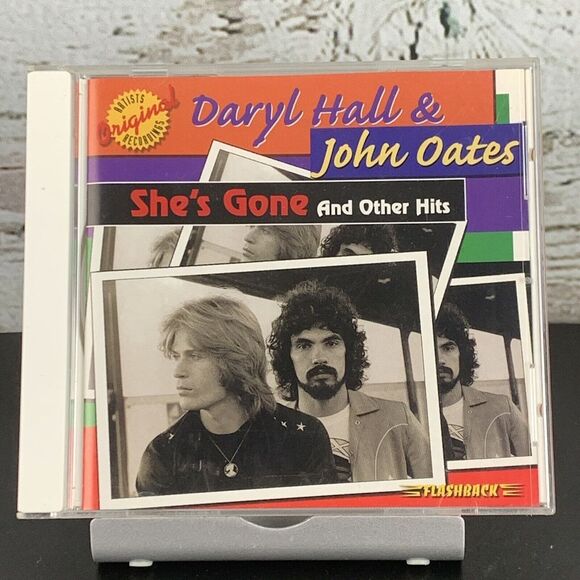 ARTISTS
Original
RECORDINGS
Daryl Hall &
John Oates
She's Gone And Other Hits
FLASHBACK